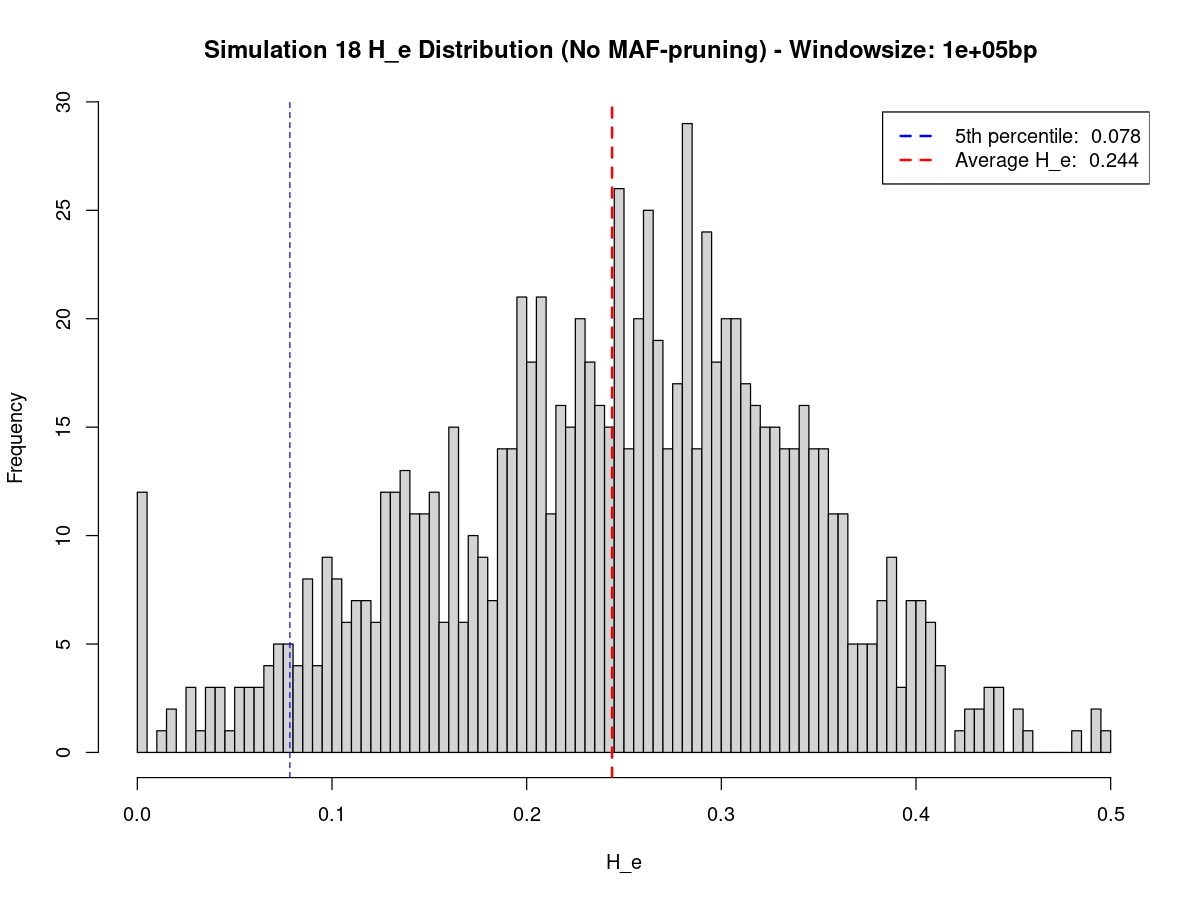 Simulation 18 H_e Distribution (No MAF-pruning) - Windowsize: 1e+05bp
5th percentile: 0.078
Average H_e: 0.244
Frequency
30
25
20
15
10
5
0
0.0 0.1 0.2 0.3 0.4 0.5
H_e